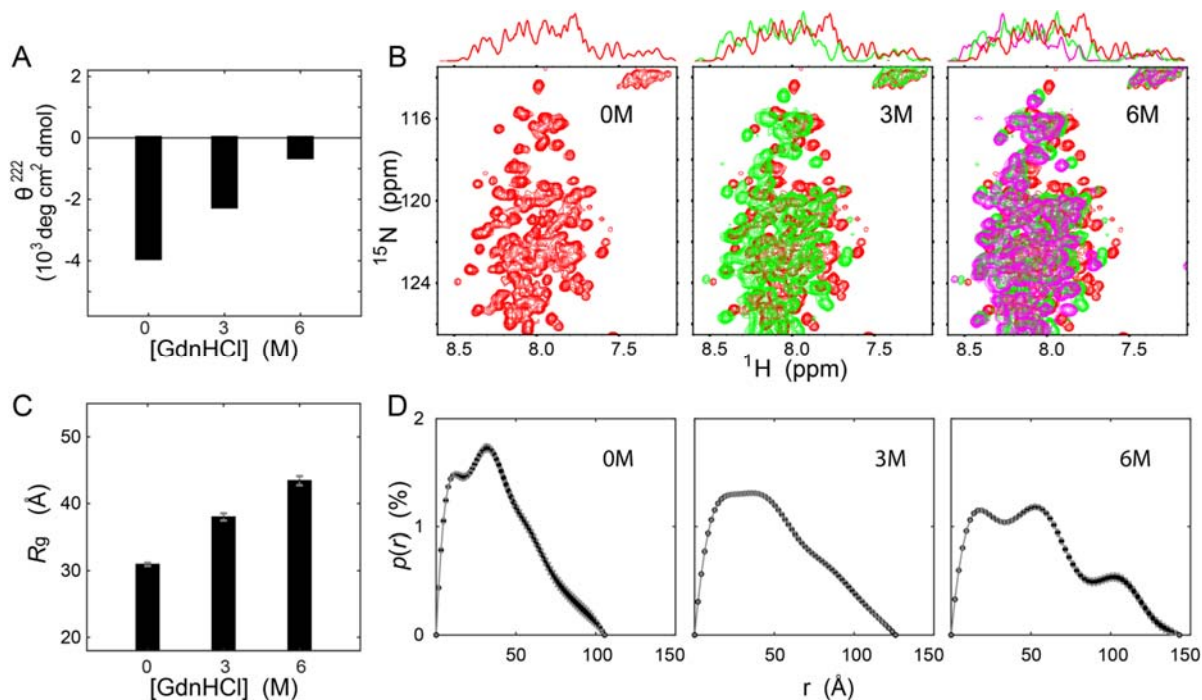 A
2
0
-2
-4
θ²²²
(10³ deg cm² dmol)
0 3 6
[GdnHCl] (M)
B
0M 3M 6M
116
120
124
¹⁵N (ppm)
8.5 8.0 7.5 8.5 8.0 7.5 8.5 8.0 7.5
¹H (ppm)
C
50
40
30
20
Rg (Å)
0 3 6
[GdnHCl] (M)
D
0M 3M 6M
2
1
0
p(r) (%)
50 100 150 50 100 150 50 100 150
r (Å)